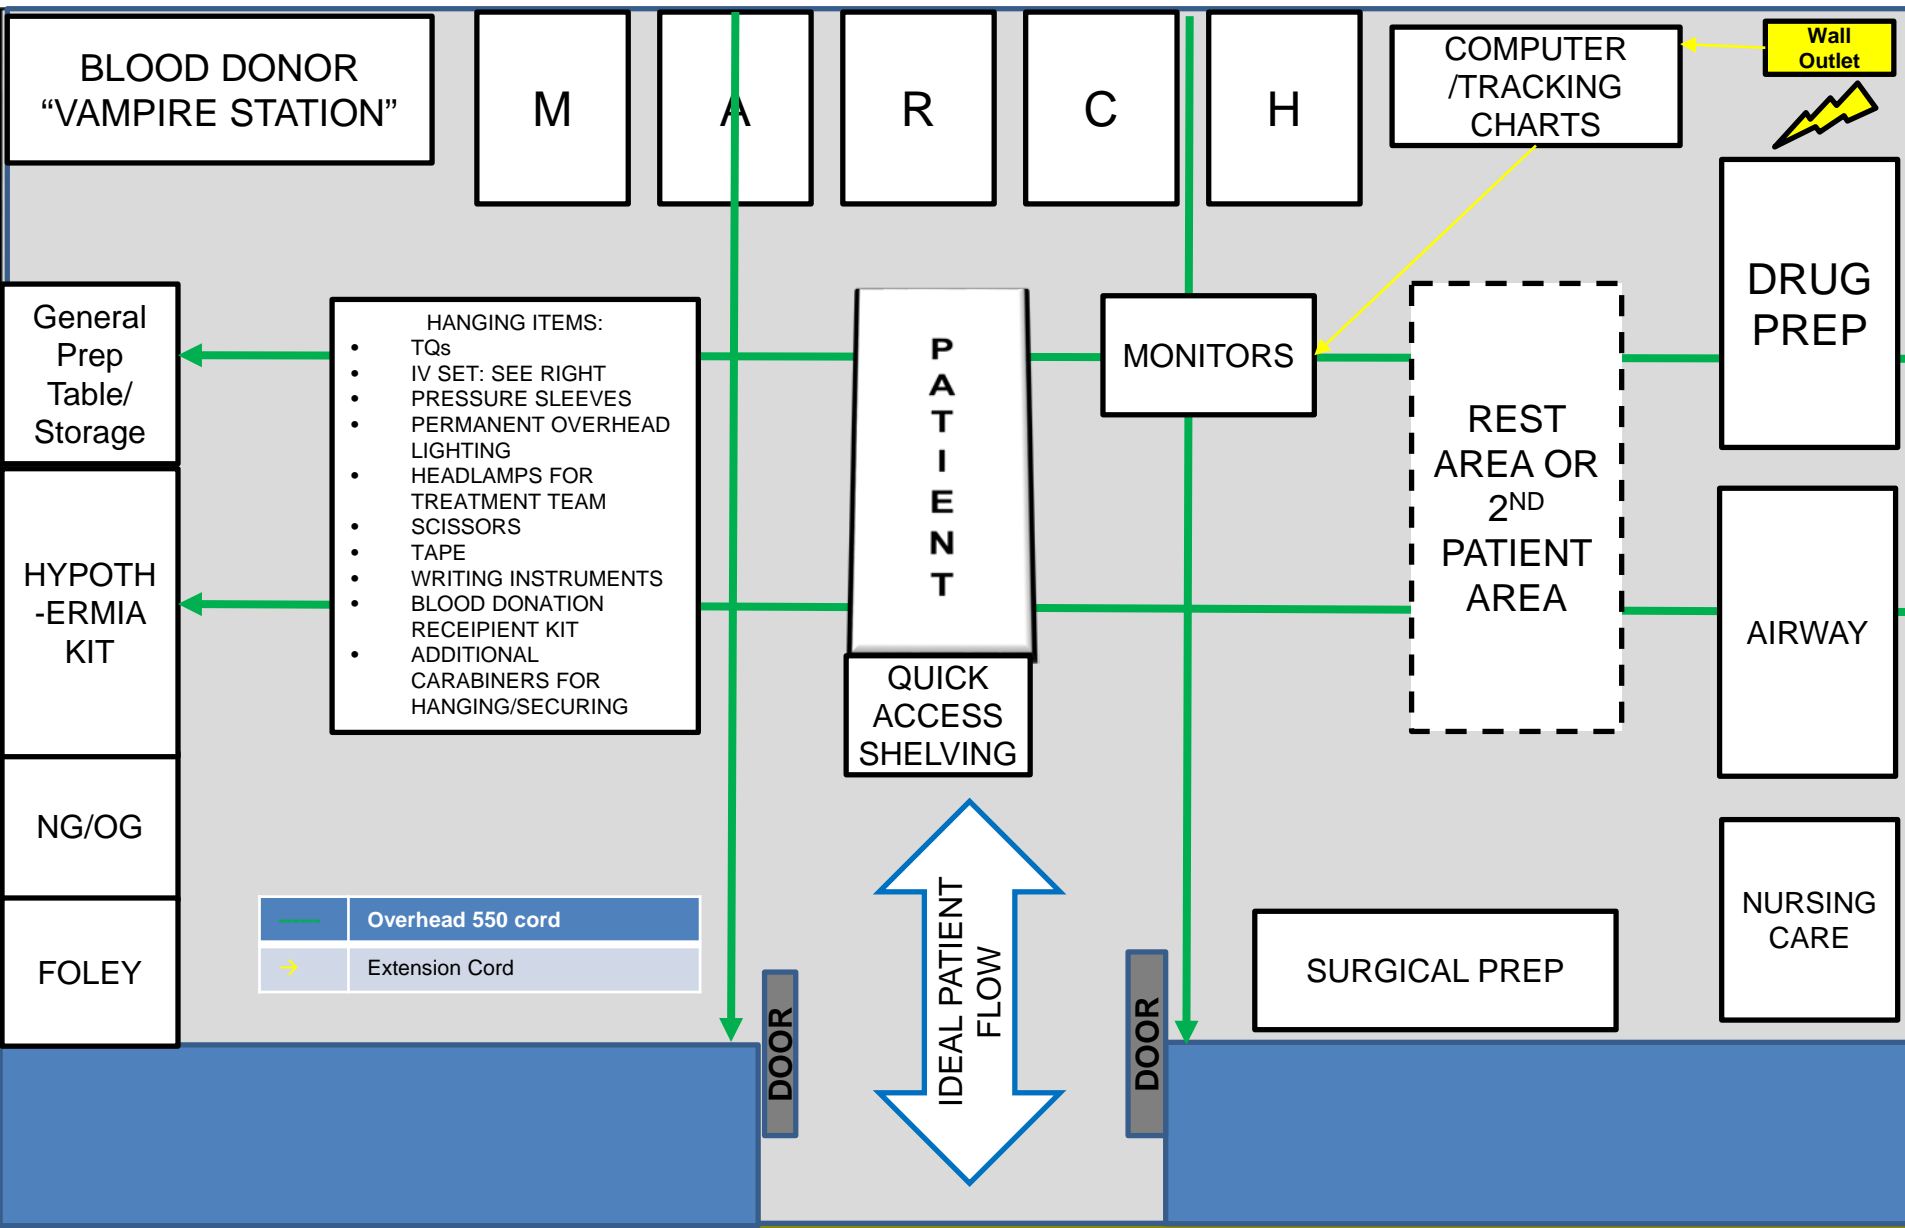 BLOOD DONOR
“VAMPIRE STATION”
M
A
R
C
H
COMPUTER
/TRACKING
CHARTS
Wall
Outlet
General
Prep
Table/
Storage
HANGING ITEMS:
• TQs
• IV SET: SEE RIGHT
• PRESSURE SLEEVES
• PERMANENT OVERHEAD
LIGHTING
• HEADLAMPS FOR
TREATMENT TEAM
• SCISSORS
• TAPE
• WRITING INSTRUMENTS
• BLOOD DONATION
RECEIPIENT KIT
• ADDITIONAL
CARABINERS FOR
HANGING/SECURING
PATIENT
MONITORS
REST
AREA OR
2ND
PATIENT
AREA
DRUG
PREP
HYPOTH
-ERMIA
KIT
QUICK
ACCESS
SHELVING
AIRWAY
NG/OG
FOLEY
Overhead 550 cord
Extension Cord
DOOR
IDEAL PATIENT
FLOW
DOOR
SURGICAL PREP
NURSING
CARE